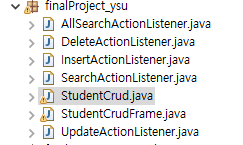 finalProject_ysu
AllSearchActionListener.java
DeleteActionListener.java
InsertActionListener.java
SearchActionListener.java
StudentCrud.java
StudentCrudFrame.java
UpdateActionListener.java